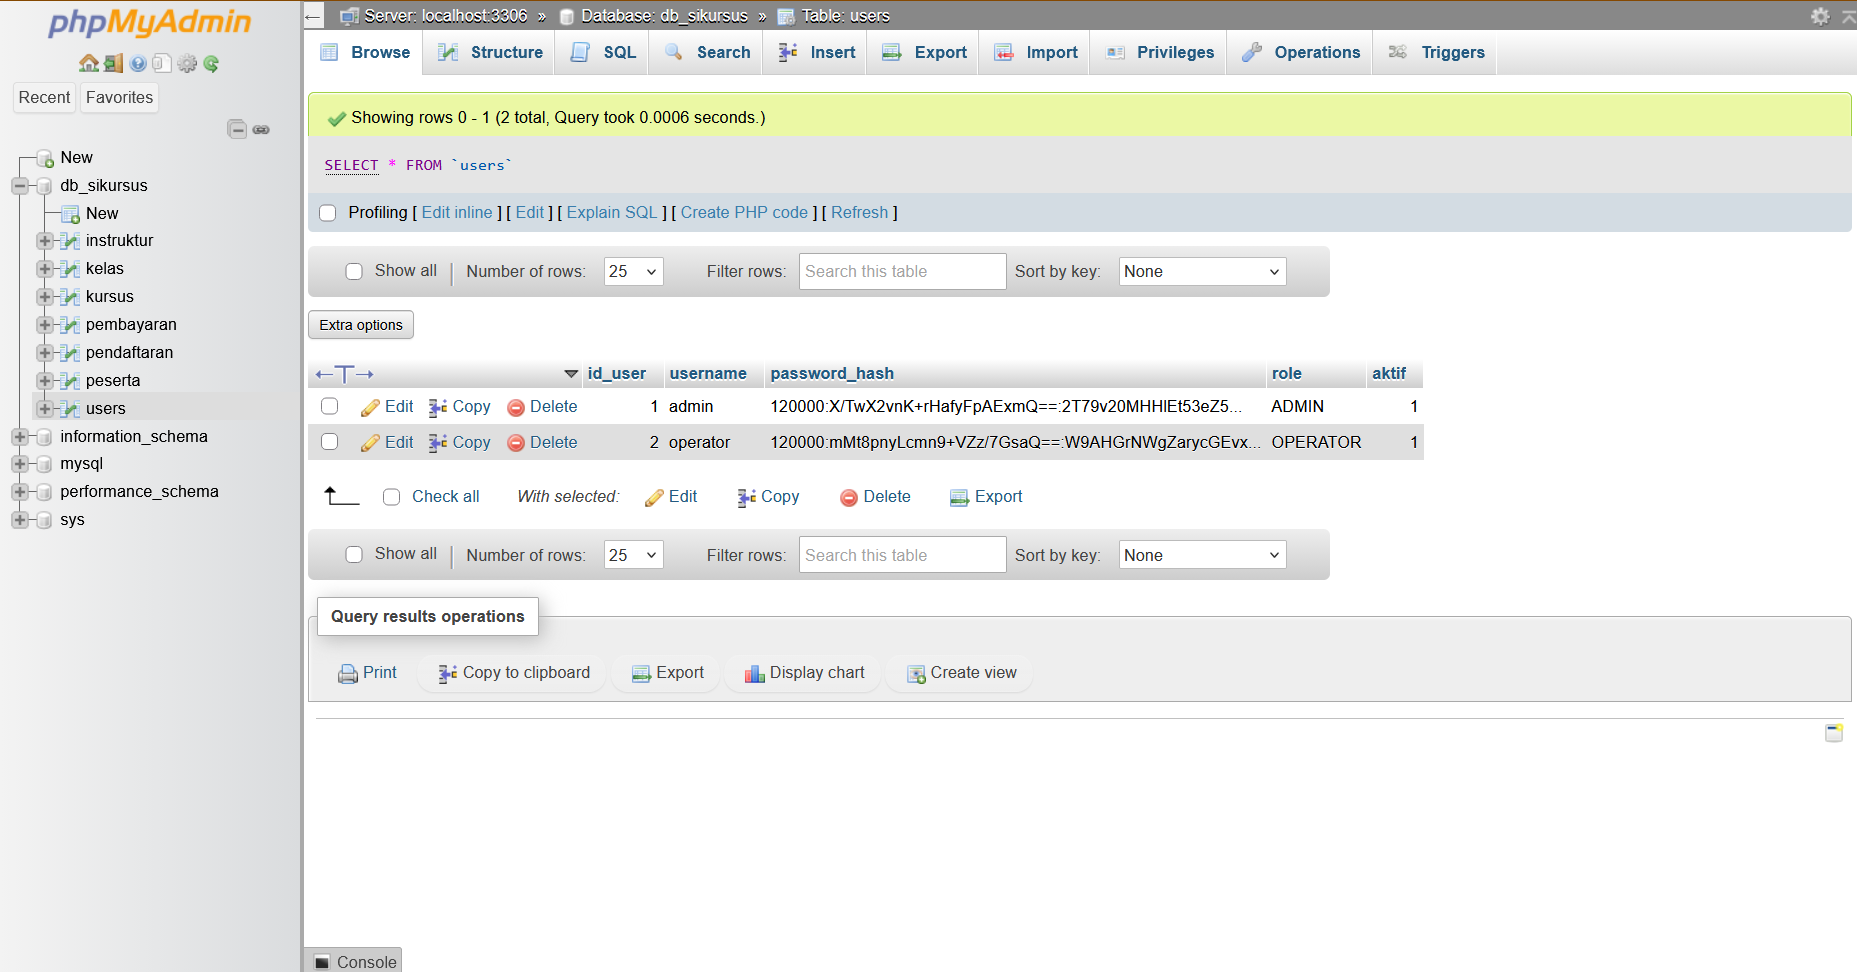 phpMyAdmin
Recent Favorites
New
db_sikursus
New
instruktur
kelas
kursus
pembayaran
pendaftaran
peserta
users
information_schema
mysql
performance_schema
sys
Server: localhost:3306 » Database: db_sikursus » Table: users
Browse Structure SQL Search Insert Export Import Privileges Operations Triggers
Showing rows 0 - 1 (2 total, Query took 0.0006 seconds.)
SELECT * FROM `users`
Profiling [ Edit inline ] [ Edit ] [ Explain SQL ] [ Create PHP code ] [ Refresh ]
Show all | Number of rows: 25 Filter rows: Search this table Sort by key: None
Extra options
←T→ id_user username password_hash role aktif
Edit Copy Delete 1 admin 120000:X/TwX2vnK+rHafyFpAExmQ==:2T79v20MHHlEt53eZ5... ADMIN 1
Edit Copy Delete 2 operator 120000:mMt8pnyLcmn9+VZz/7GsaQ==:W9AHGrNWgZarycGEvx... OPERATOR 1
Check all With selected: Edit Copy Delete Export
Show all | Number of rows: 25 Filter rows: Search this table Sort by key: None
Query results operations
Print Copy to clipboard Export Display chart Create view
Console